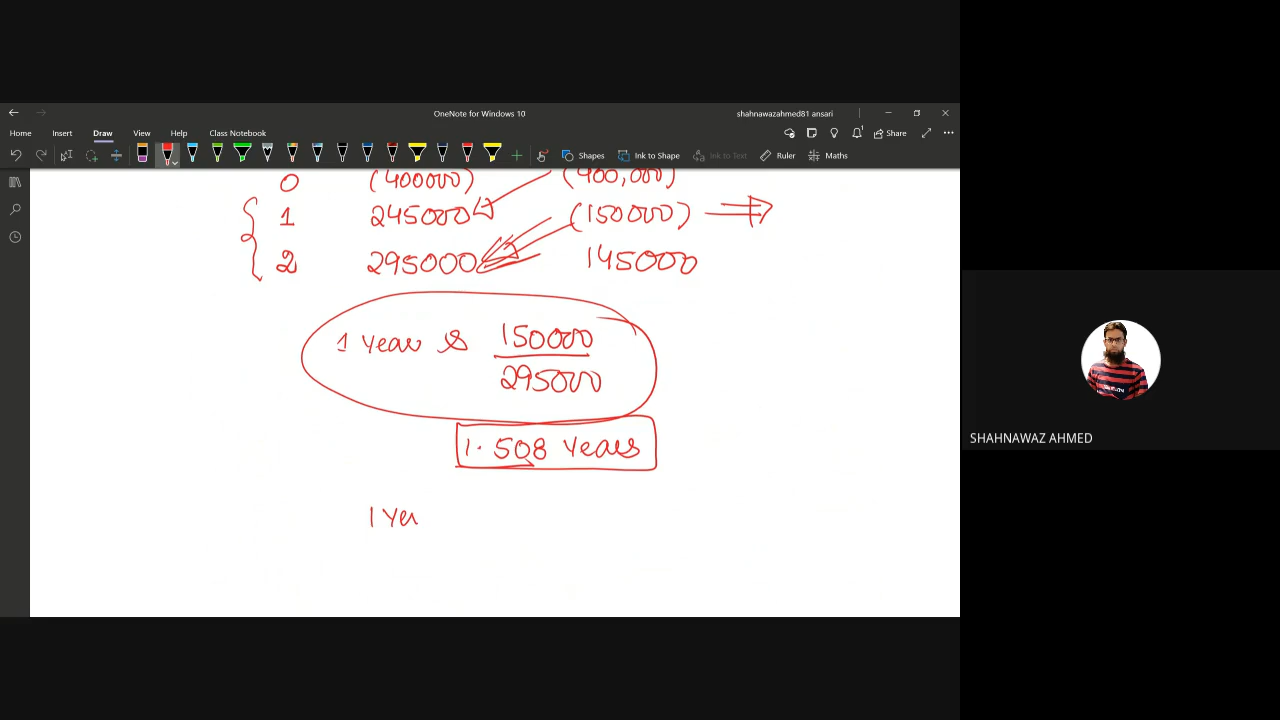 OneNote for Windows 10
shahnawazahmed81 ansari
Home Insert Draw View Help Class Notebook
Share
Shapes Ink to Shape Ink to Text Ruler Maths
0 (400000) (400,000)
1 245000 (150000)
2 295000 145000
1 Year & 150000
295000
1.508 Years
1 Yea
SHAHNAWAZ AHMED